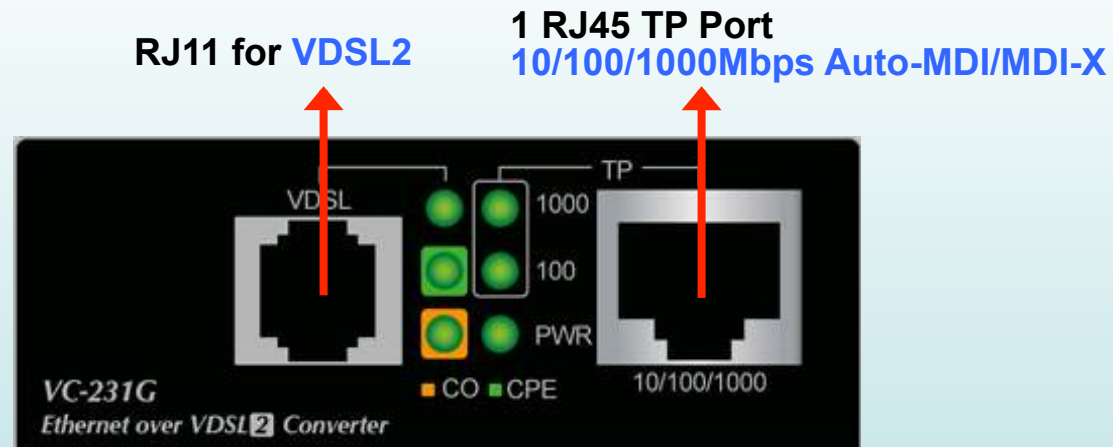 RJ11 for VDSL2
1 RJ45 TP Port
10/100/1000Mbps Auto-MDI/MDI-X
TP
VDSL
1000
100
PWR
CO CPE
10/100/1000
VC-231G
Ethernet over VDSL2 Converter